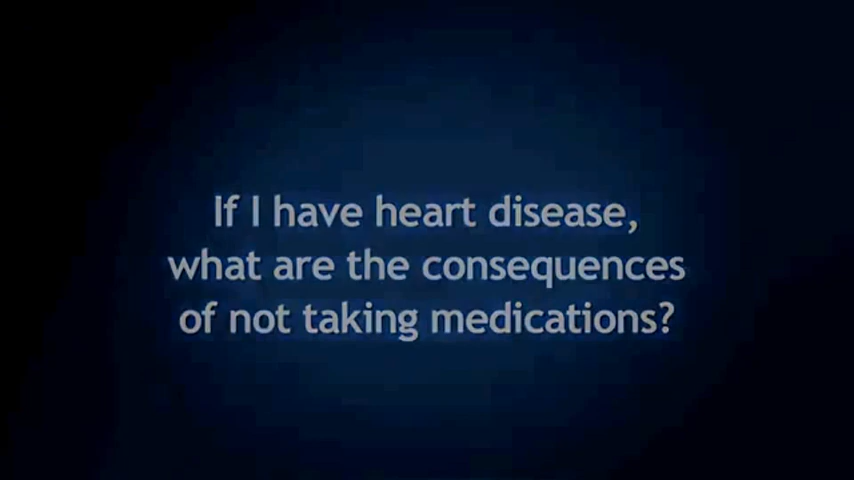 If I have heart disease,
what are the consequences
of not taking medications?